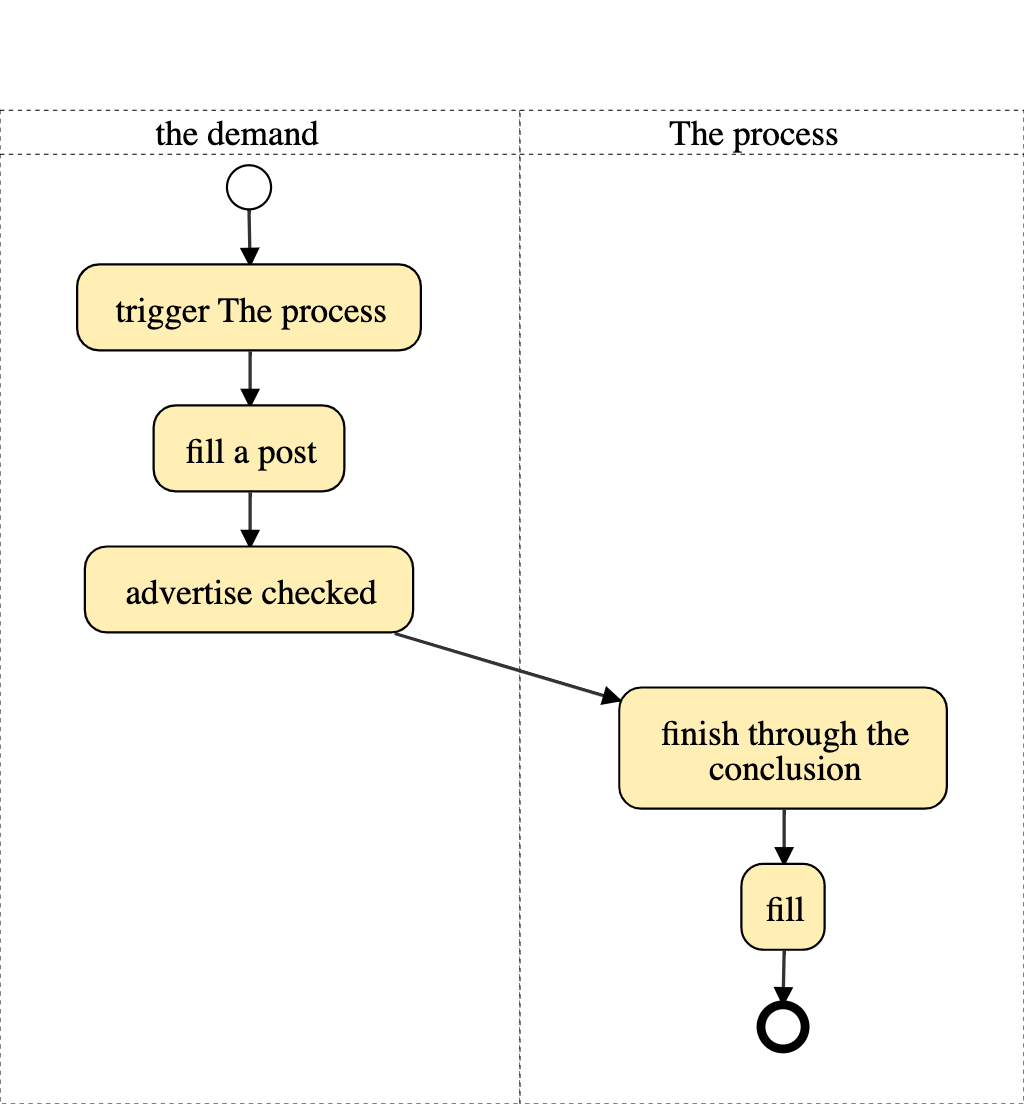 the demand
The process
trigger The process
fill a post
advertise checked
finish through the
conclusion
fill